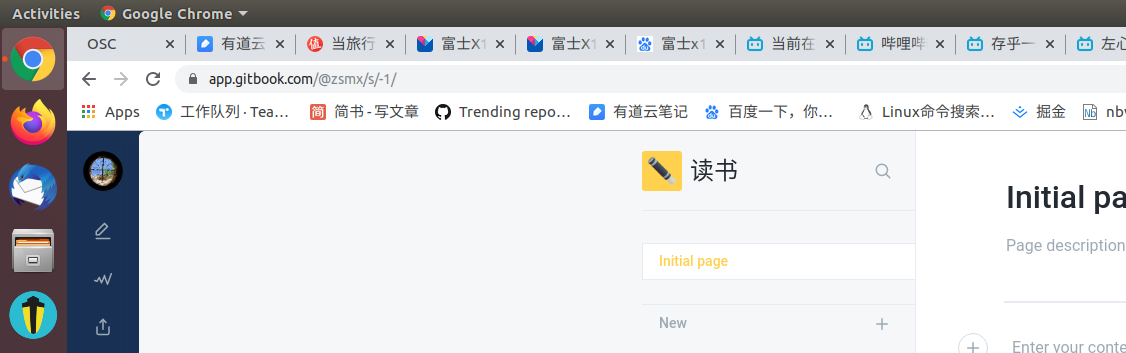 Activities Google Chrome
OSC 有道云 当旅行 富士X1 富士X1 富士x1 当前在 哔哩哔 存乎一 左心
app.gitbook.com/@zsmx/s/-1/
Apps 工作队列 · Tea… 简书 - 写文章 Trending repo… 有道云笔记 百度一下，你… Linux命令搜索… 掘金 nbv
读书
Initial pa
Page description
Initial page
New
Enter your conte